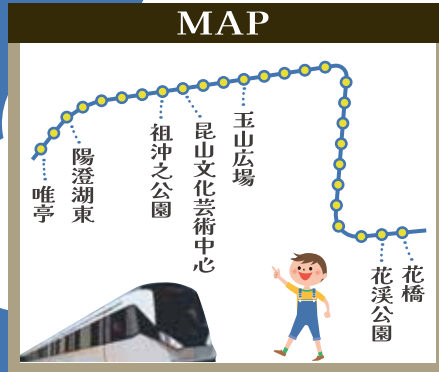 MAP
唯亭
陽澄湖東
祖沖之公園
昆山文化芸術中心
玉山広場
花溪公園
花橋